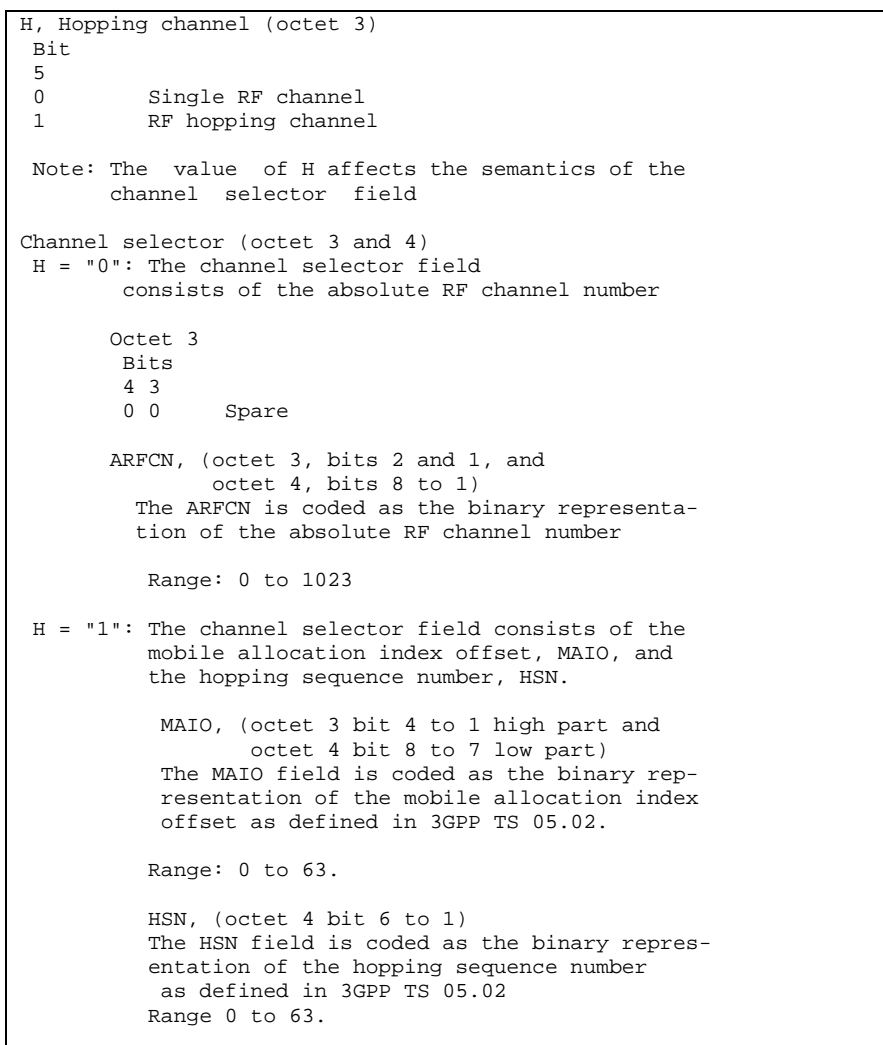 H, Hopping channel (octet 3)
Bit
5
0 Single RF channel
1 RF hopping channel
Note: The value of H affects the semantics of the
channel selector field
Channel selector (octet 3 and 4)
H = "0": The channel selector field
consists of the absolute RF channel number
Octet 3
Bits
4 3
0 0 Spare
ARFCN, (octet 3, bits 2 and 1, and
octet 4, bits 8 to 1)
The ARFCN is coded as the binary representa-
tion of the absolute RF channel number
Range: 0 to 1023
H = "1": The channel selector field consists of the
mobile allocation index offset, MAIO, and
the hopping sequence number, HSN.
MAIO, (octet 3 bit 4 to 1 high part and
octet 4 bit 8 to 7 low part)
The MAIO field is coded as the binary rep-
resentation of the mobile allocation index
offset as defined in 3GPP TS 05.02.
Range: 0 to 63.
HSN, (octet 4 bit 6 to 1)
The HSN field is coded as the binary repres-
entation of the hopping sequence number
as defined in 3GPP TS 05.02
Range 0 to 63.